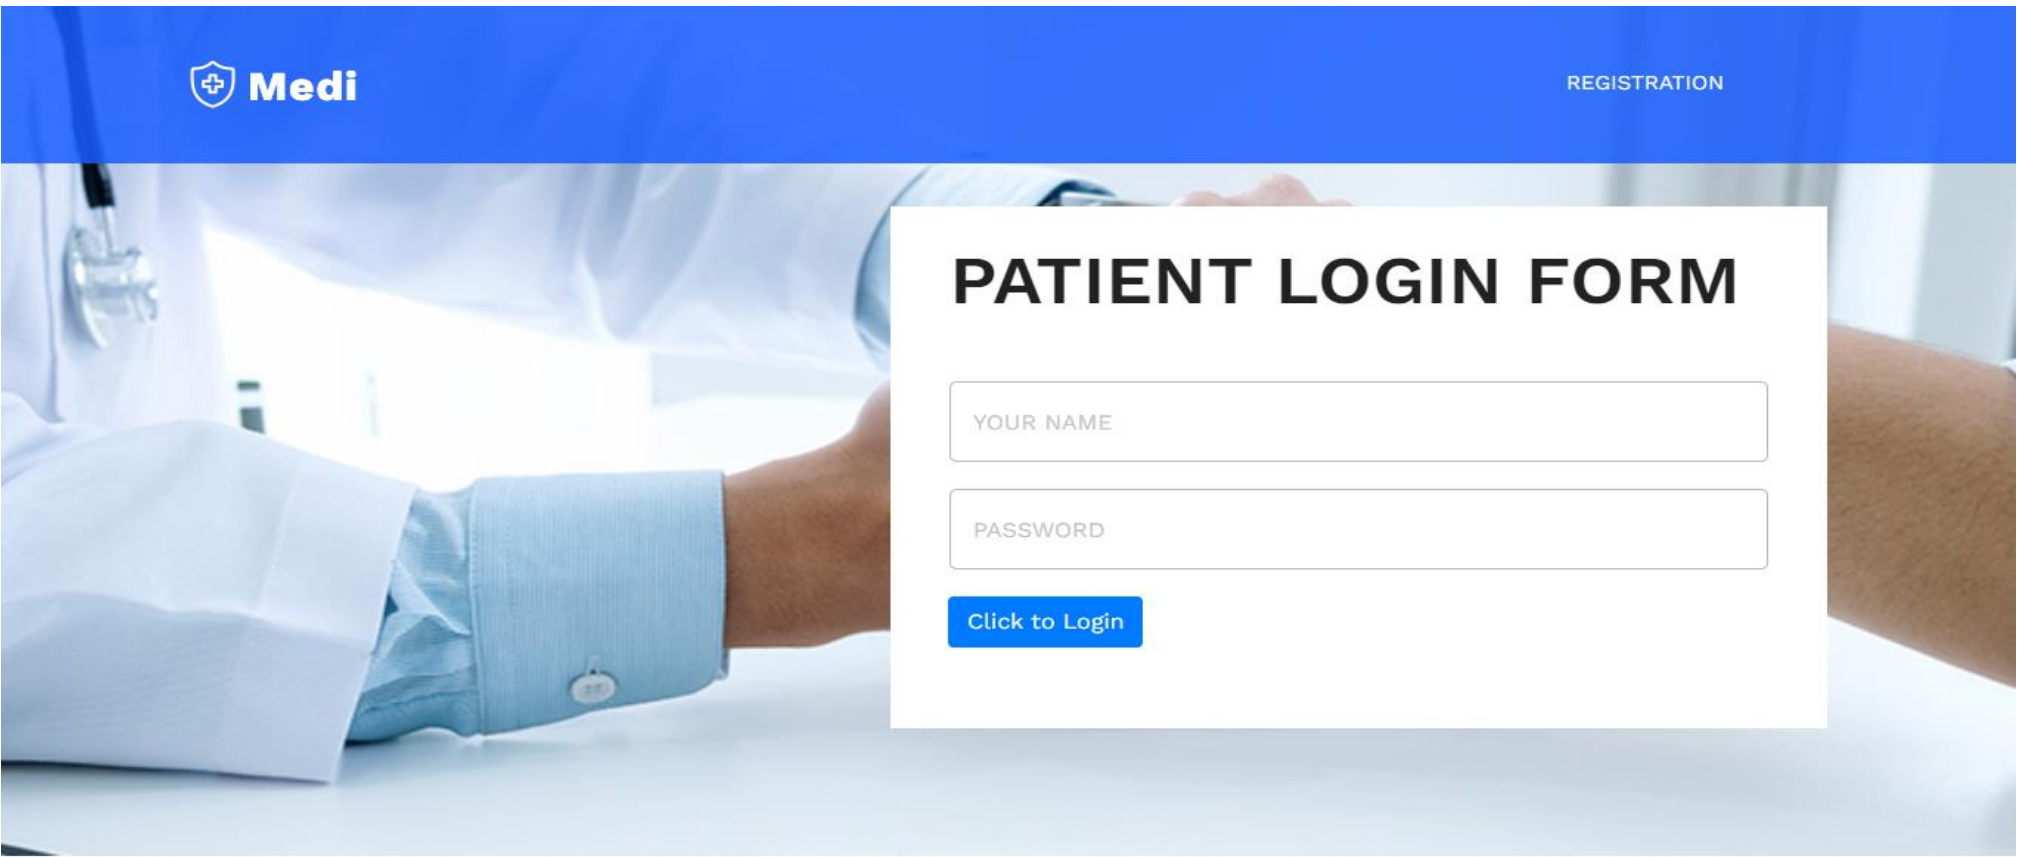 Medi
REGISTRATION
PATIENT LOGIN FORM
YOUR NAME
PASSWORD
Click to Login